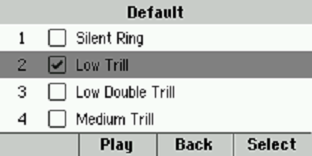 Default
1 Silent Ring
2 Low Trill
3 Low Double Trill
4 Medium Trill
Play Back Select